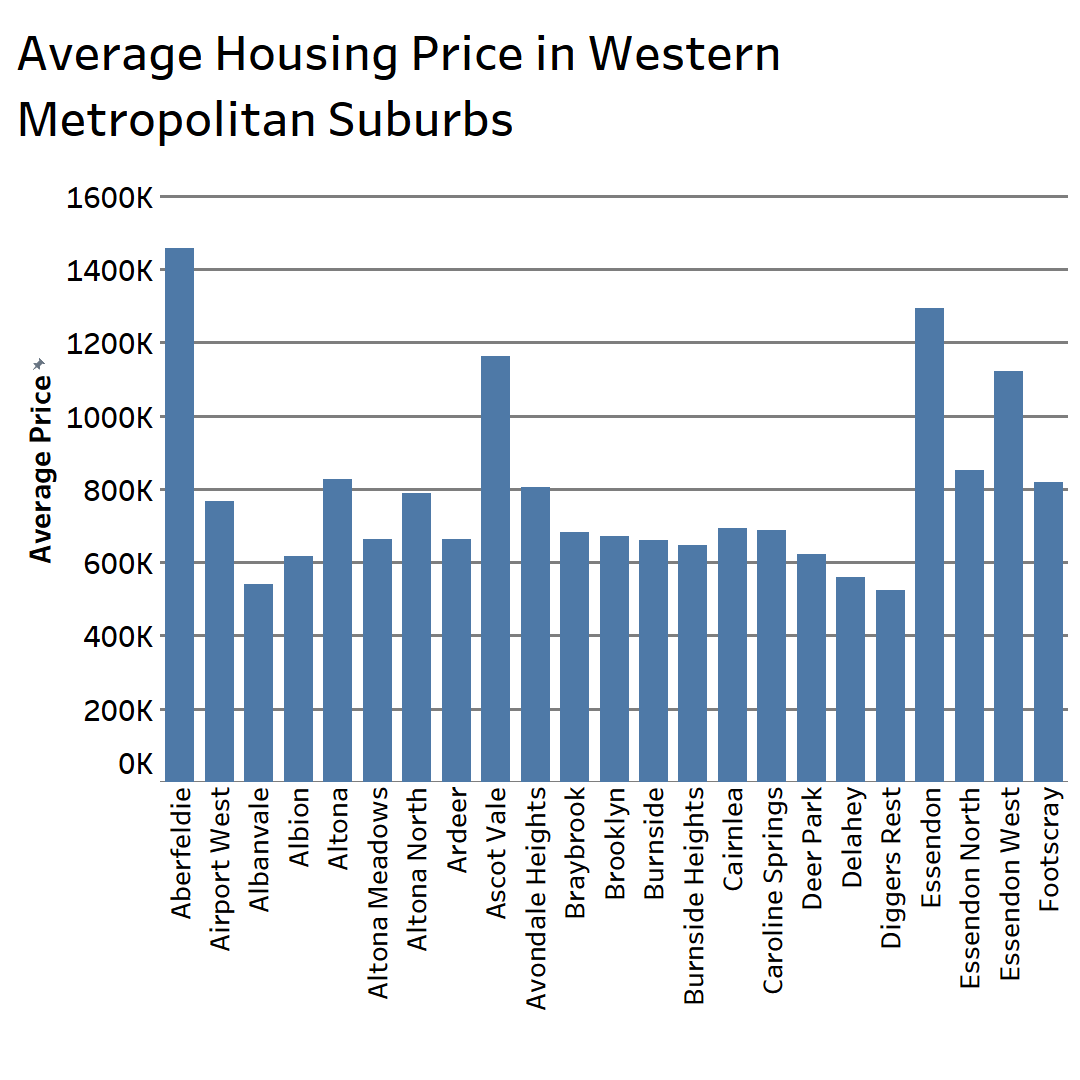 Average Housing Price in Western
Metropolitan Suburbs
1600K
1400K
1200K
1000K
800K
600K
400K
200K
0K
Average Price
Aberfeldie
Airport West
Albanvale
Albion
Altona
Altona Meadows
Altona North
Ardeer
Ascot Vale
Avondale Heights
Braybrook
Brooklyn
Burnside
Burnside Heights
Cairnlea
Caroline Springs
Deer Park
Delahey
Diggers Rest
Essendon
Essendon North
Essendon West
Footscray